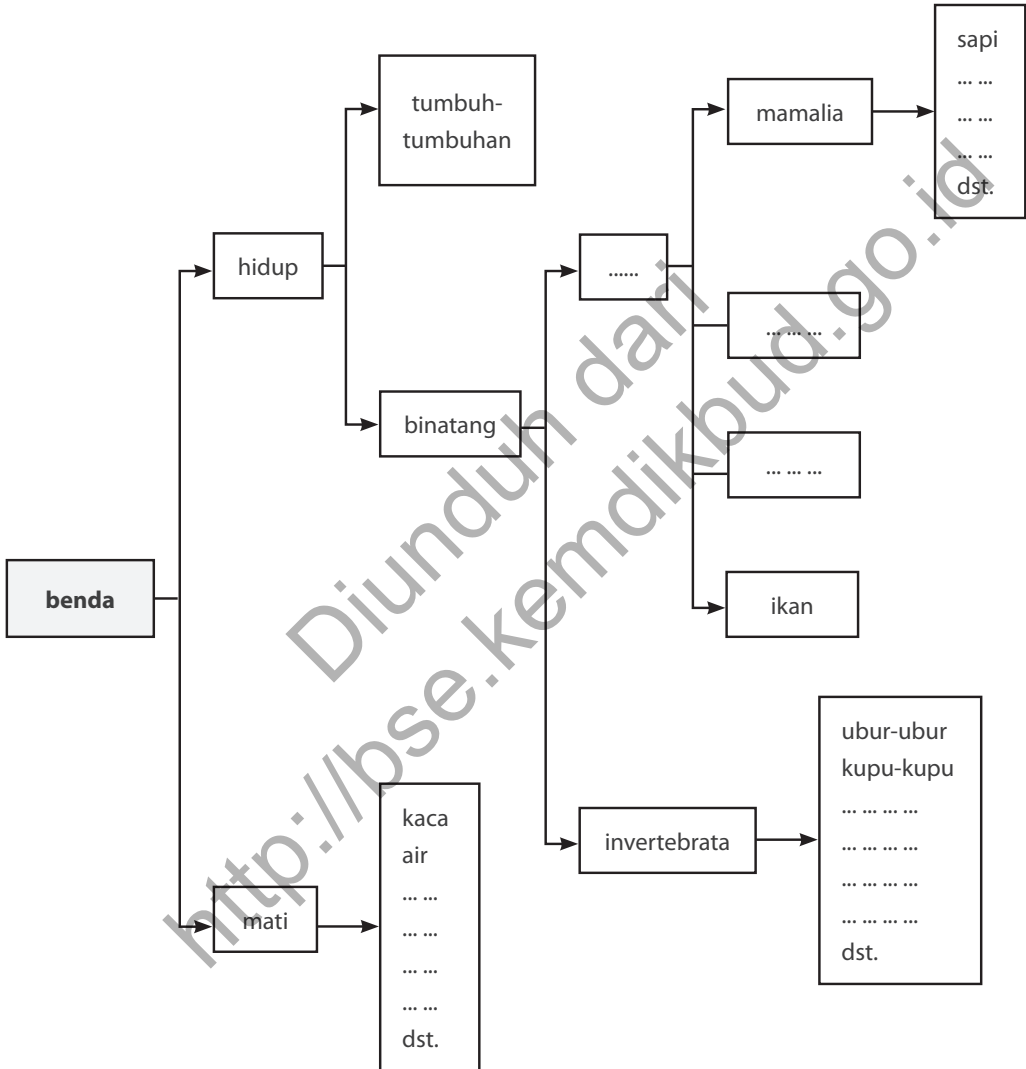 benda
hidup
mati
tumbuh-
tumbuhan
binatang
kaca
air
... ...
... ...
... ...
... ...
dst.
......
invertebrata
mamalia
... ... ...
... ... ...
ikan
sapi
... ...
... ...
... ...
dst.
ubur-ubur
kupu-kupu
... ... ... ...
... ... ... ...
... ... ... ...
... ... ... ...
dst.
Diunduh dari
http://bse.kemdikbud.go.id